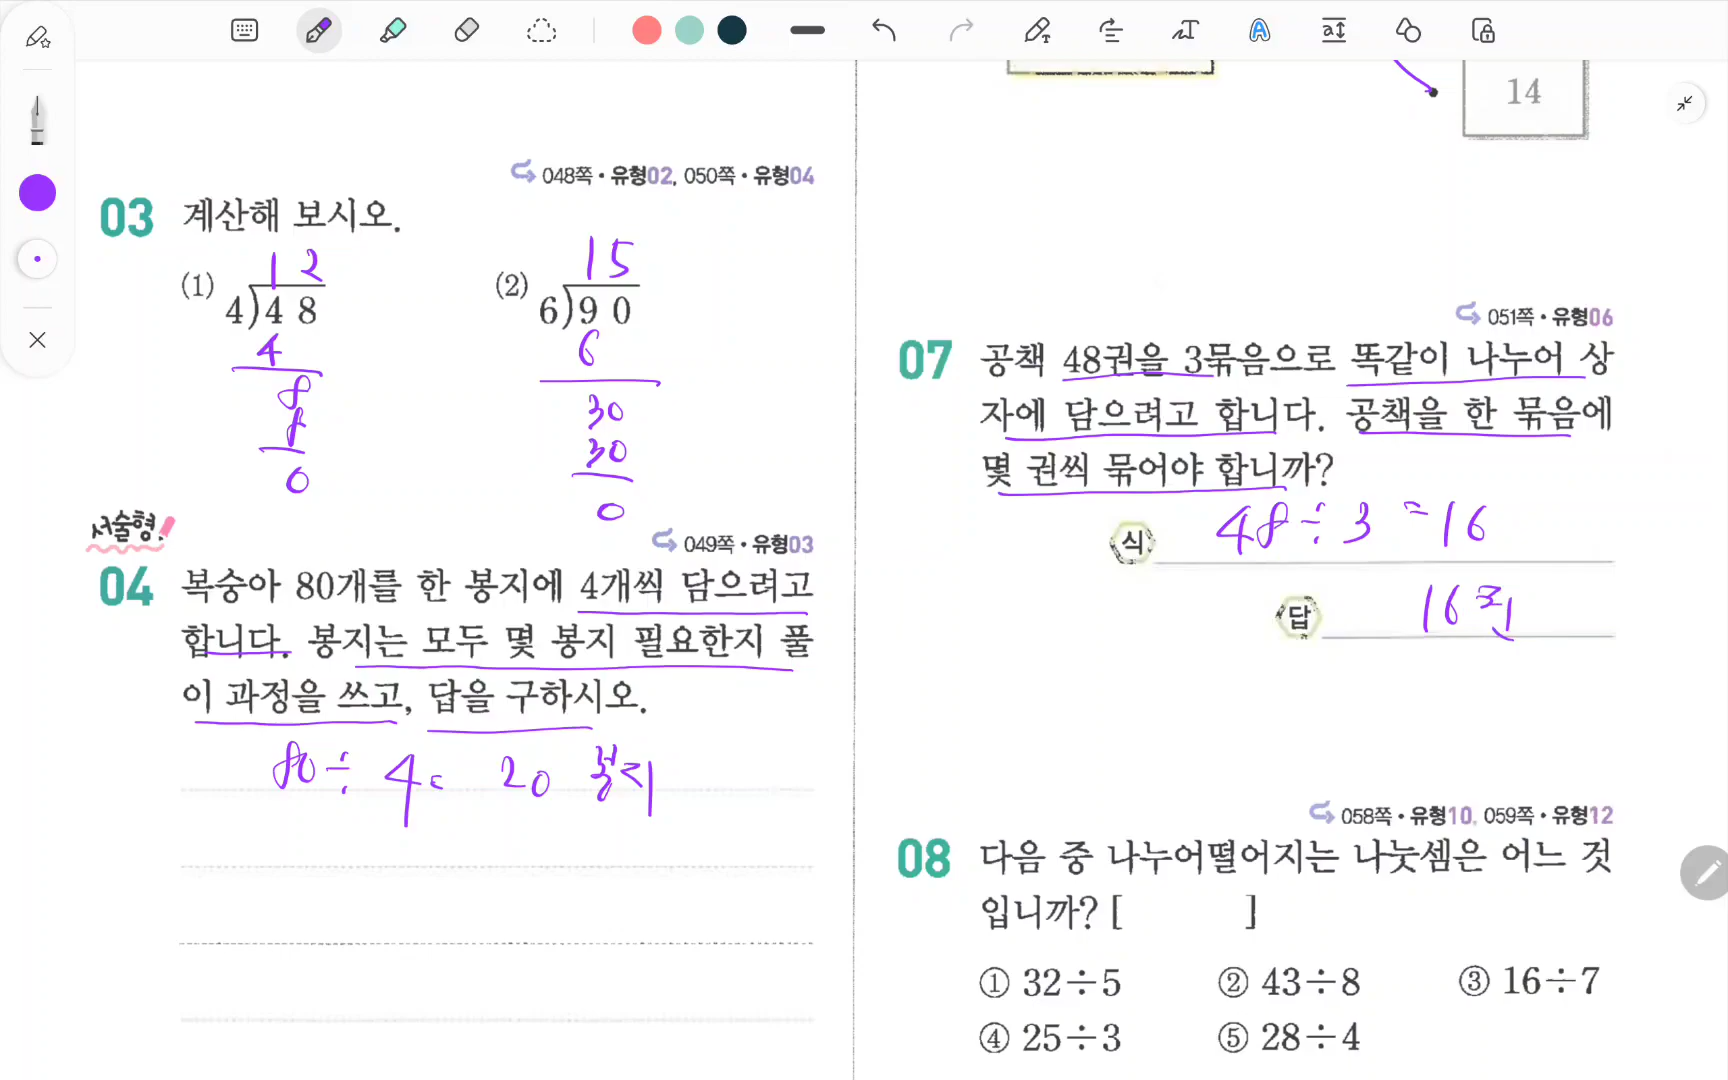 048쪽 • 유형02, 050쪽 • 유형04
03 계산해 보시오.
(1) 12
4)48
4
8
8
0
(2) 15
6)90
6
30
30
0
서술형!
049쪽 • 유형03
04 복숭아 80개를 한 봉지에 4개씩 담으려고
합니다. 봉지는 모두 몇 봉지 필요한지 풀
이 과정을 쓰고, 답을 구하시오.
80 ÷ 4 = 20 봉지
14
051쪽 • 유형06
07 공책 48권을 3묶음으로 똑같이 나누어 상
자에 담으려고 합니다. 공책을 한 묶음에
몇 권씩 묶어야 합니까?
식 48 ÷ 3 = 16
답 16권
058쪽 • 유형10, 059쪽 • 유형12
08 다음 중 나누어떨어지는 나눗셈은 어느 것
입니까? [ ]
① 32÷5 ② 43÷8 ③ 16÷7
④ 25÷3 ⑤ 28÷4